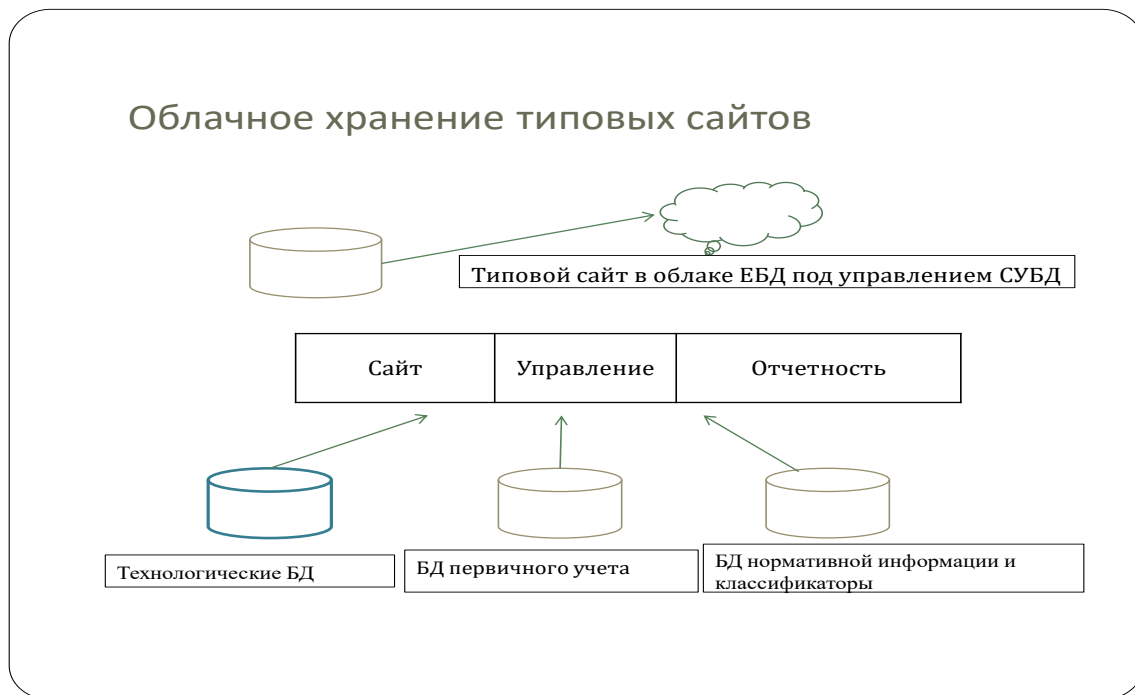 Облачное хранение типовых сайтов
Типовой сайт в облаке ЕБД под управлением СУБД
Сайт
Управление
Отчетность
Технологические БД
БД первичного учета
БД нормативной информации и
классификаторы